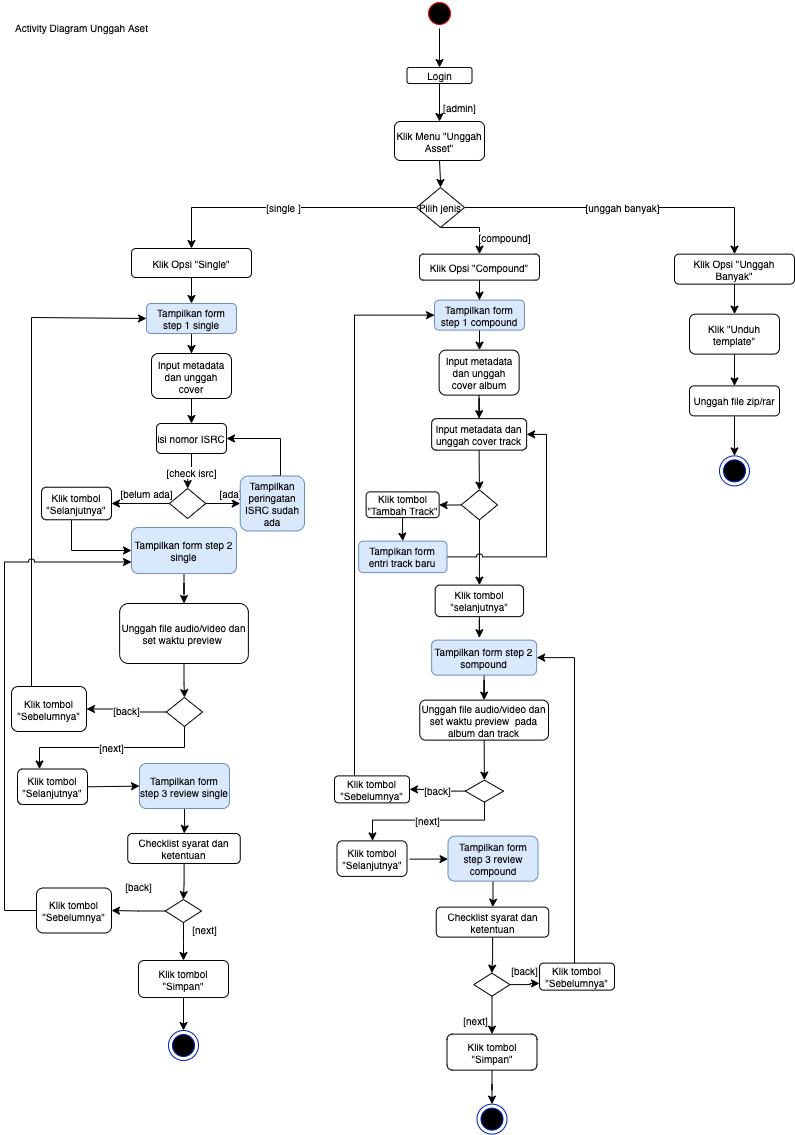 Activity Diagram Unggah Aset
Login
[admin]
Klik Menu "Unggah
Asset"
Pilih jenis
[single ]
[compound]
[unggah banyak]
Klik Opsi "Single"
Tampilkan form
step 1 single
Input metadata
dan unggah
cover
isi nomor ISRC
[check isrc]
[belum ada]
[ada]
Klik tombol
"Selanjutnya"
Tampilkan
peringatan
ISRC sudah
ada
Tampilkan form step 2
single
Unggah file audio/video dan
set waktu preview
[back]
Klik tombol
"Sebelumnya"
[next]
Klik tombol
"Selanjutnya"
Tampilkan form
step 3 review single
Checklist syarat dan
ketentuan
[back]
Klik tombol
"Sebelumnya"
[next]
Klik tombol
"Simpan"
Klik Opsi "Compound"
Tampilkan form
step 1 compound
Input metadata
dan unggah
cover album
Input metadata dan
unggah cover track
Klik tombol
"Tambah Track"
Tampikan form
entri track baru
Klik tombol
"selanjutnya"
Tampilkan form step 2
sompound
Unggah file audio/video dan
set waktu preview  pada
album dan track
[back]
Klik tombol
"Sebelumnya"
[next]
Klik tombol
"Selanjutnya"
Tampilkan form
step 3 review
compound
Checklist syarat dan
ketentuan
[back]
Klik tombol
"Sebelumnya"
[next]
Klik tombol
"Simpan"
Klik Opsi "Unggah
Banyak"
Klik "Unduh
template"
Unggah file zip/rar